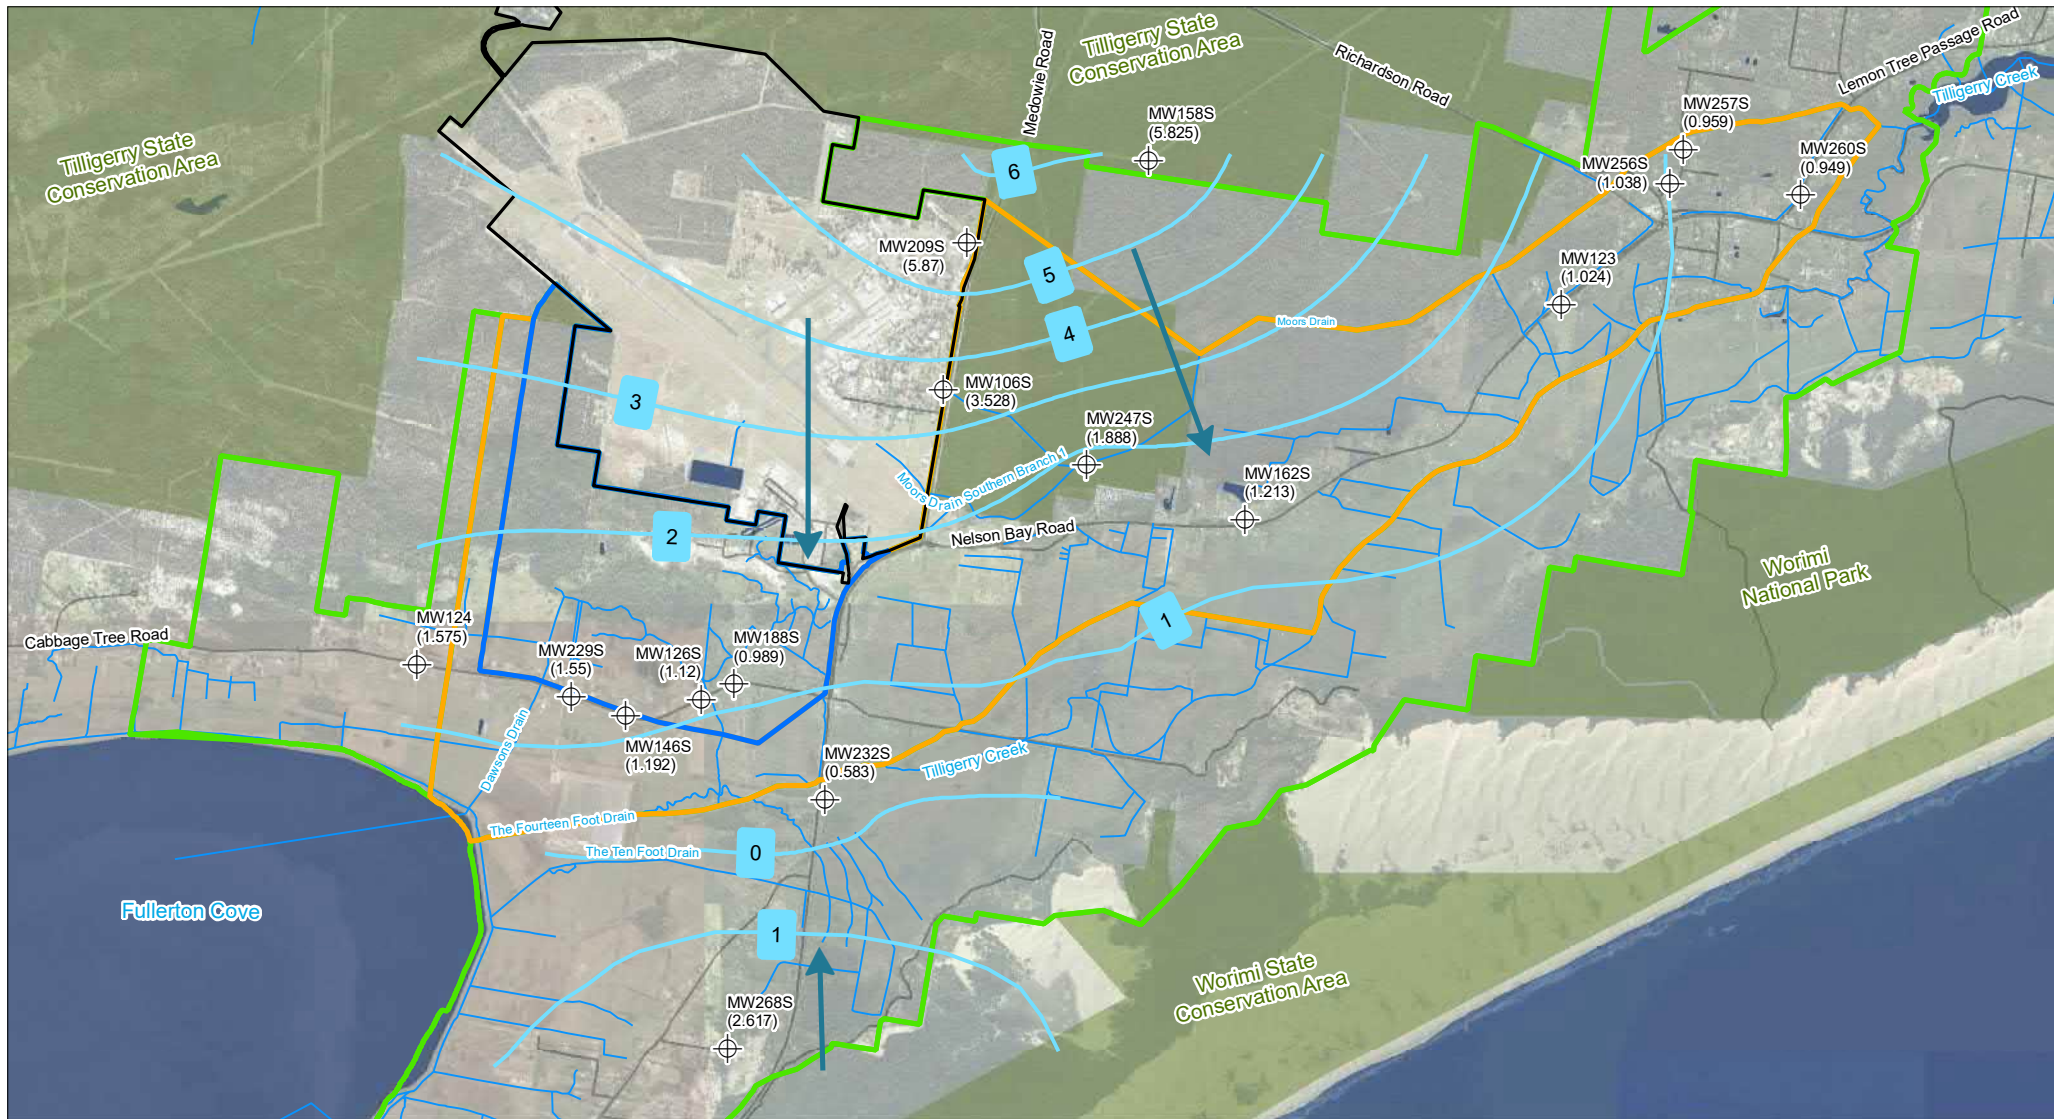 Tilligerry State
Conservation Area
Tilligerry State
Conservation Area
Medowie Road
Richardson Road
Lemon Tree Passage Road
Tilligerry Creek
MW158S
(5.825)
MW257S
(0.959)
MW256S
(1.038)
MW260S
(0.949)
6
MW209S
(5.87)
5
4
MW123
(1.024)
Moors Drain
3
MW106S
(3.528)
MW247S
(1.888)
Moors Drain Southern Branch 1
MW162S
(1.213)
2
Nelson Bay Road
Worimi
National Park
1
Cabbage Tree Road
MW124
(1.575)
MW229S
(1.55)
MW126S
(1.12)
MW188S
(0.989)
MW146S
(1.192)
Dawsons Drain
MW232S
(0.583)
Tilligerry Creek
The Fourteen Foot Drain
The Ten Foot Drain
0
Fullerton Cove
1
Worimi State
Conservation Area
MW268S
(2.617)